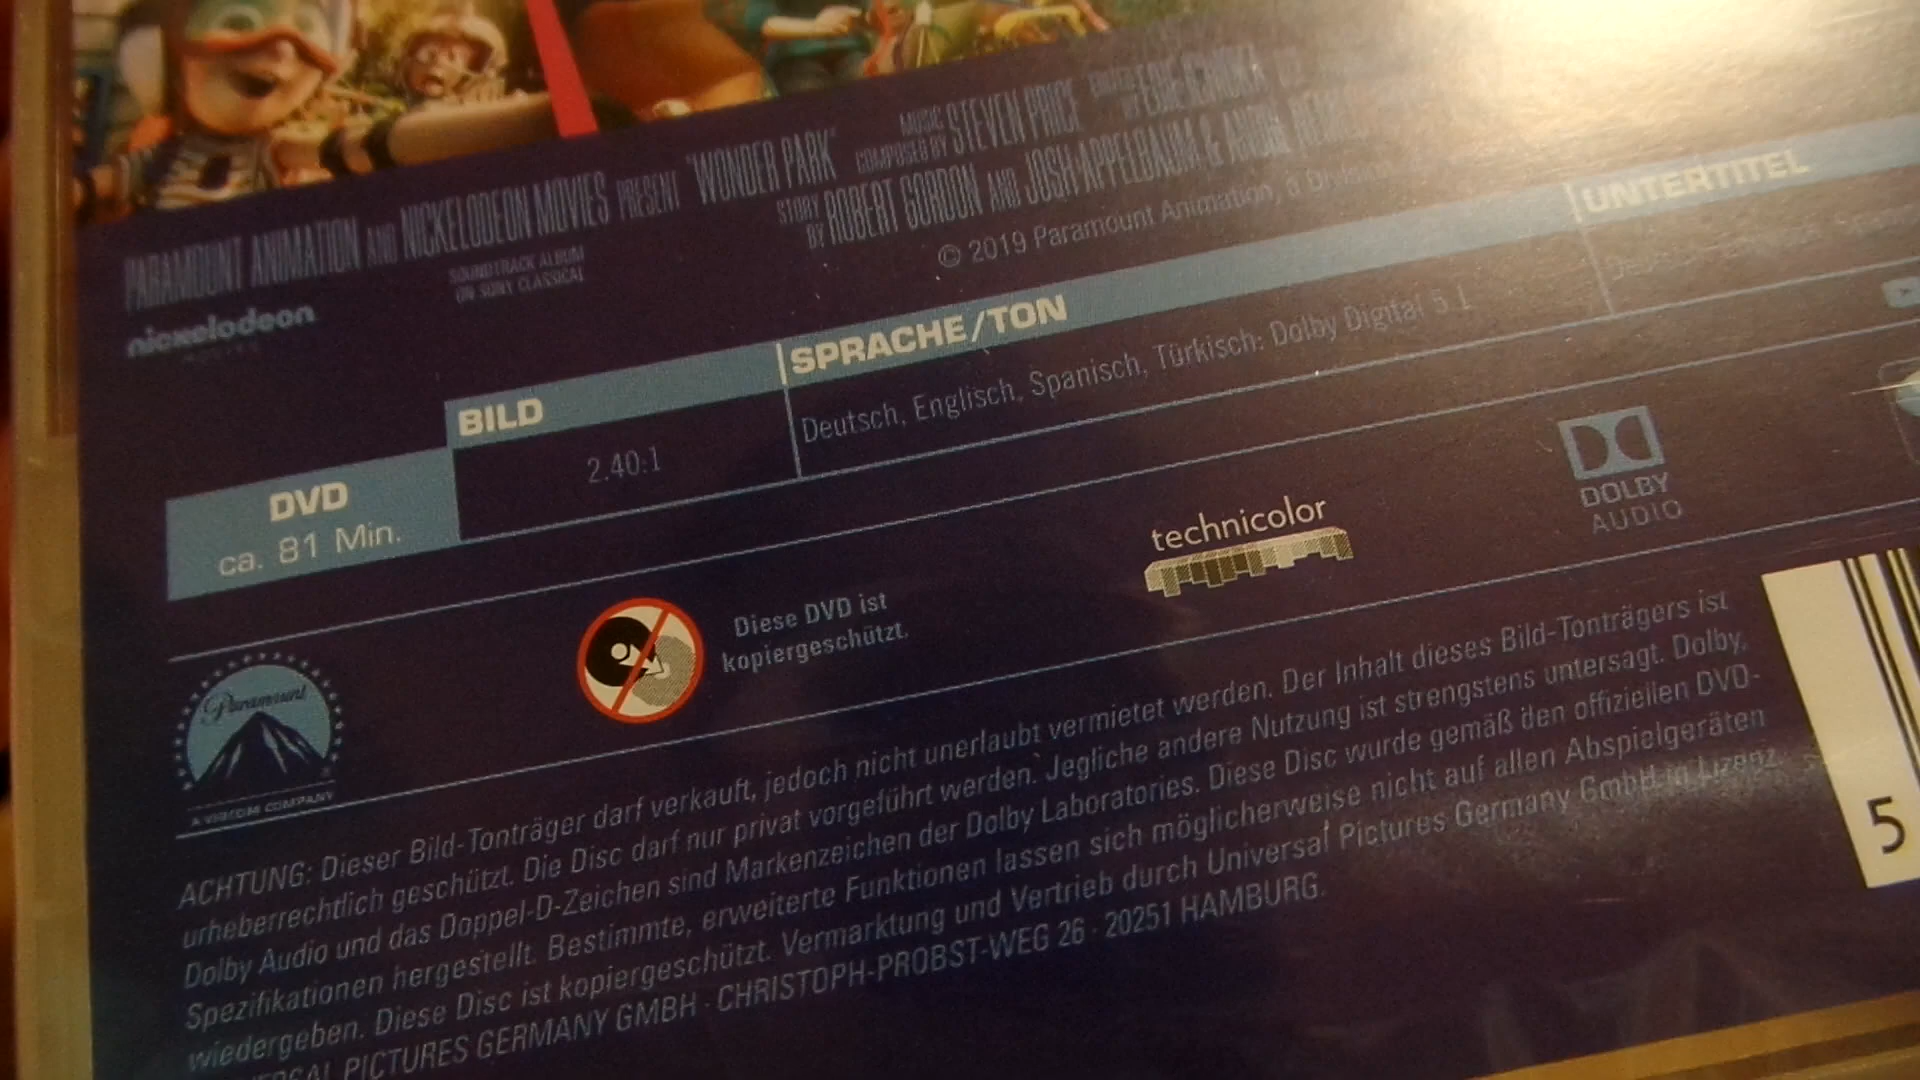 PARAMOUNT ANIMATION AND NICKELODEON MOVIES PRESENT "WONDER PARK" MUSIC COMPOSED BY STEVEN PRICE
SOUNDTRACK ALBUM ON SONY CLASSICAL STORY BY ROBERT GORDON AND JOSH APPELBAUM &
nickelodeon
© 2019 Paramount Animation, a
DVD
ca. 81 Min.
BILD
2.40:1
SPRACHE/TON
Deutsch, Englisch, Spanisch, Türkisch: Dolby Digital 5.1
UNTERTITEL
Paramount
A VIACOM COMPANY
Diese DVD ist
kopiergeschützt.
technicolor
DOLBY
AUDIO
ACHTUNG: Dieser Bild-Tonträger darf verkauft, jedoch nicht unerlaubt vermietet werden. Der Inhalt dieses Bild-Tonträgers ist
urheberrechtlich geschützt. Die Disc darf nur privat vorgeführt werden. Jegliche andere Nutzung ist strengstens untersagt. Dolby,
Dolby Audio und das Doppel-D-Zeichen sind Markenzeichen der Dolby Laboratories. Diese Disc wurde gemäß den offiziellen DVD-
Spezifikationen hergestellt. Bestimmte, erweiterte Funktionen lassen sich möglicherweise nicht auf allen Abspielgeräten
wiedergeben. Diese Disc ist kopiergeschützt. Vermarktung und Vertrieb durch Universal Pictures Germany GmbH in Lizenz.
PICTURES GERMANY GMBH · CHRISTOPH-PROBST-WEG 26 · 20251 HAMBURG.
5